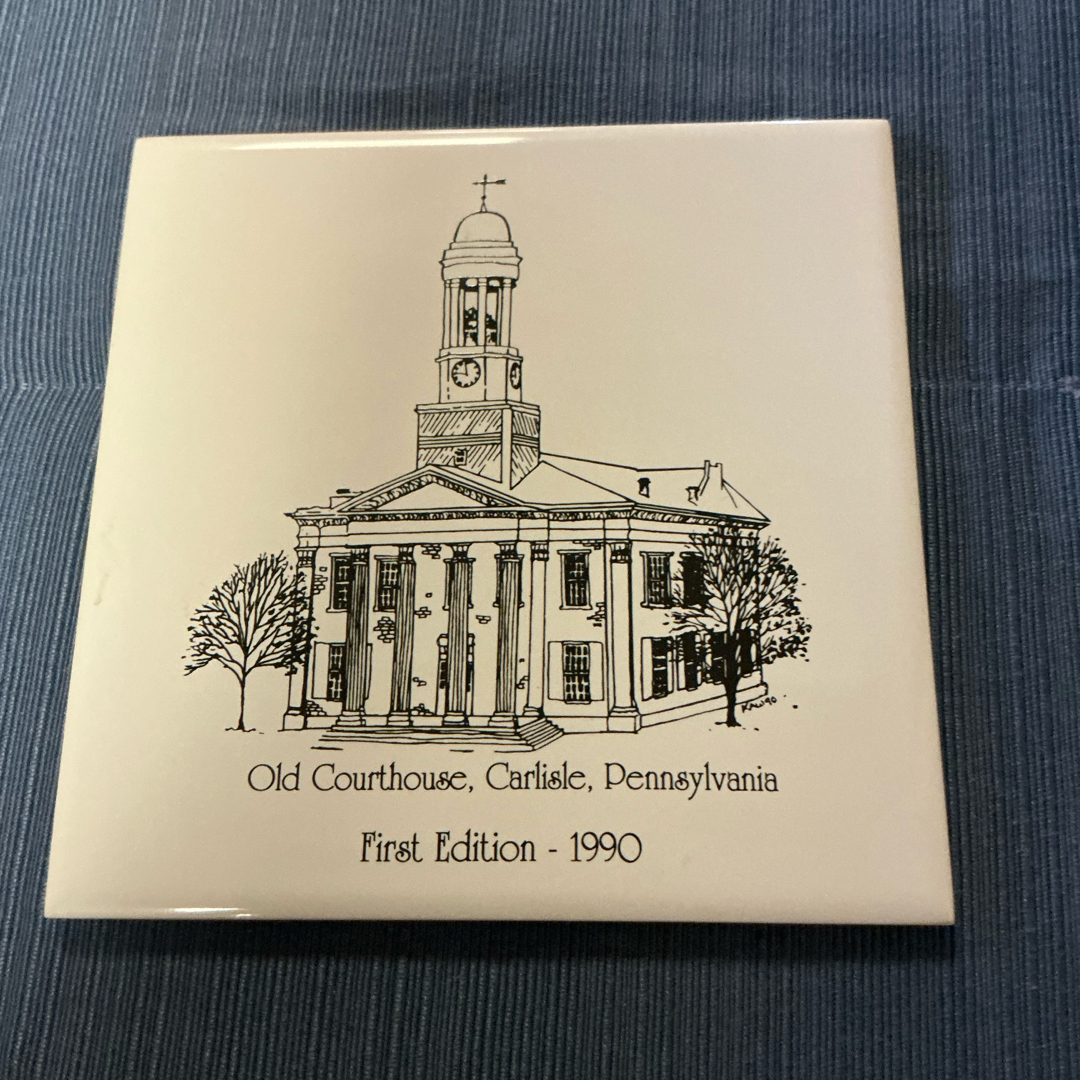 Old Courthouse, Carlisle, Pennsylvania
First Edition - 1990